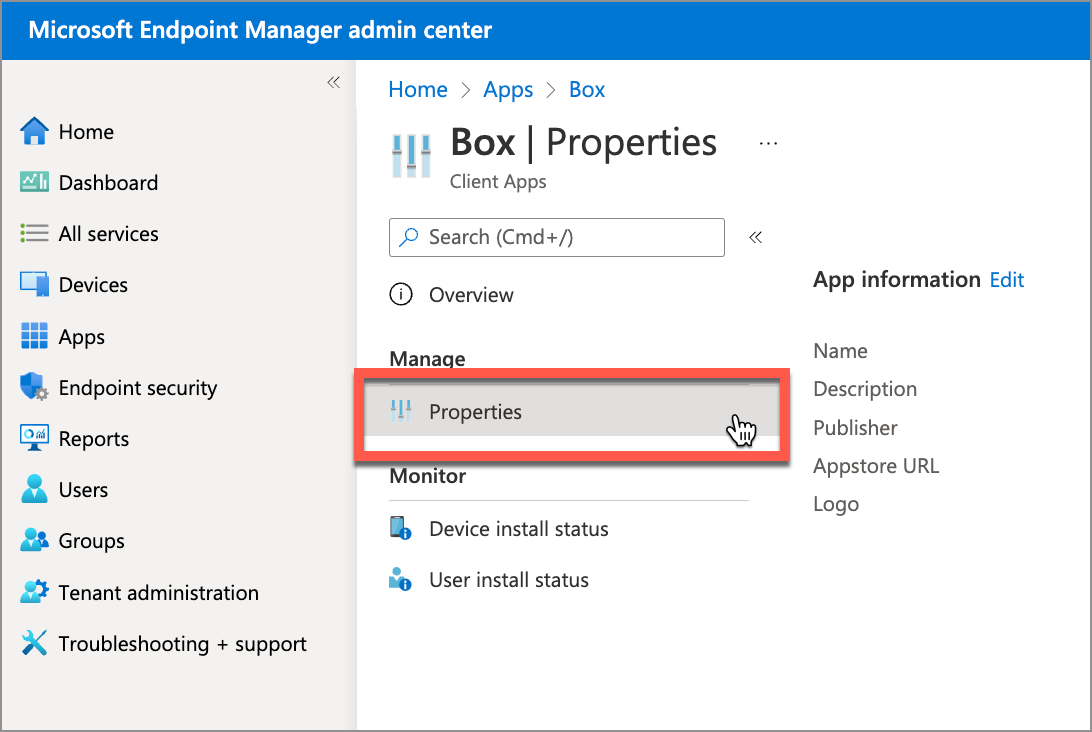 Microsoft Endpoint Manager admin center
«
Home
Dashboard
All services
Devices
Apps
Endpoint security
Reports
Users
Groups
Tenant administration
Troubleshooting + support
Home > Apps > Box
Box | Properties ...
Client Apps
Search (Cmd+/) «
Overview
Manage
Properties
Monitor
Device install status
User install status
App information Edit
Name
Description
Publisher
Appstore URL
Logo